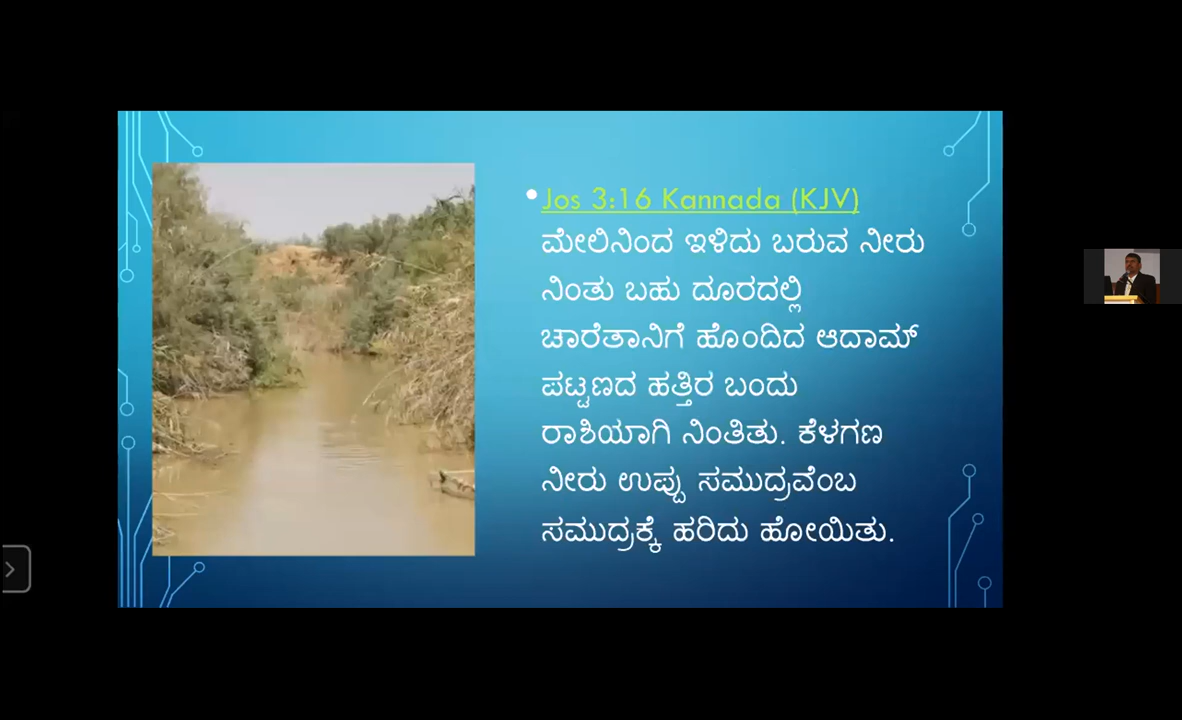 Jos 3:16 Kannada (KJV)
ಮೇಲಿನಿಂದ ಇಳಿದು ಬರುವ ನೀರು
ನಿಂತು ಬಹು ದೂರದಲ್ಲಿ
ಚಾರೆತಾನಿಗೆ ಹೊಂದಿದ ಆದಾಮ್
ಪಟ್ಟಣದ ಹತ್ತಿರ ಬಂದು
ರಾಶಿಯಾಗಿ ನಿಂತಿತು. ಕೆಳಗಣ
ನೀರು ಉಪ್ಪು ಸಮುದ್ರವೆಂಬ
ಸಮುದ್ರಕ್ಕೆ ಹರಿದು ಹೋಯಿತು.